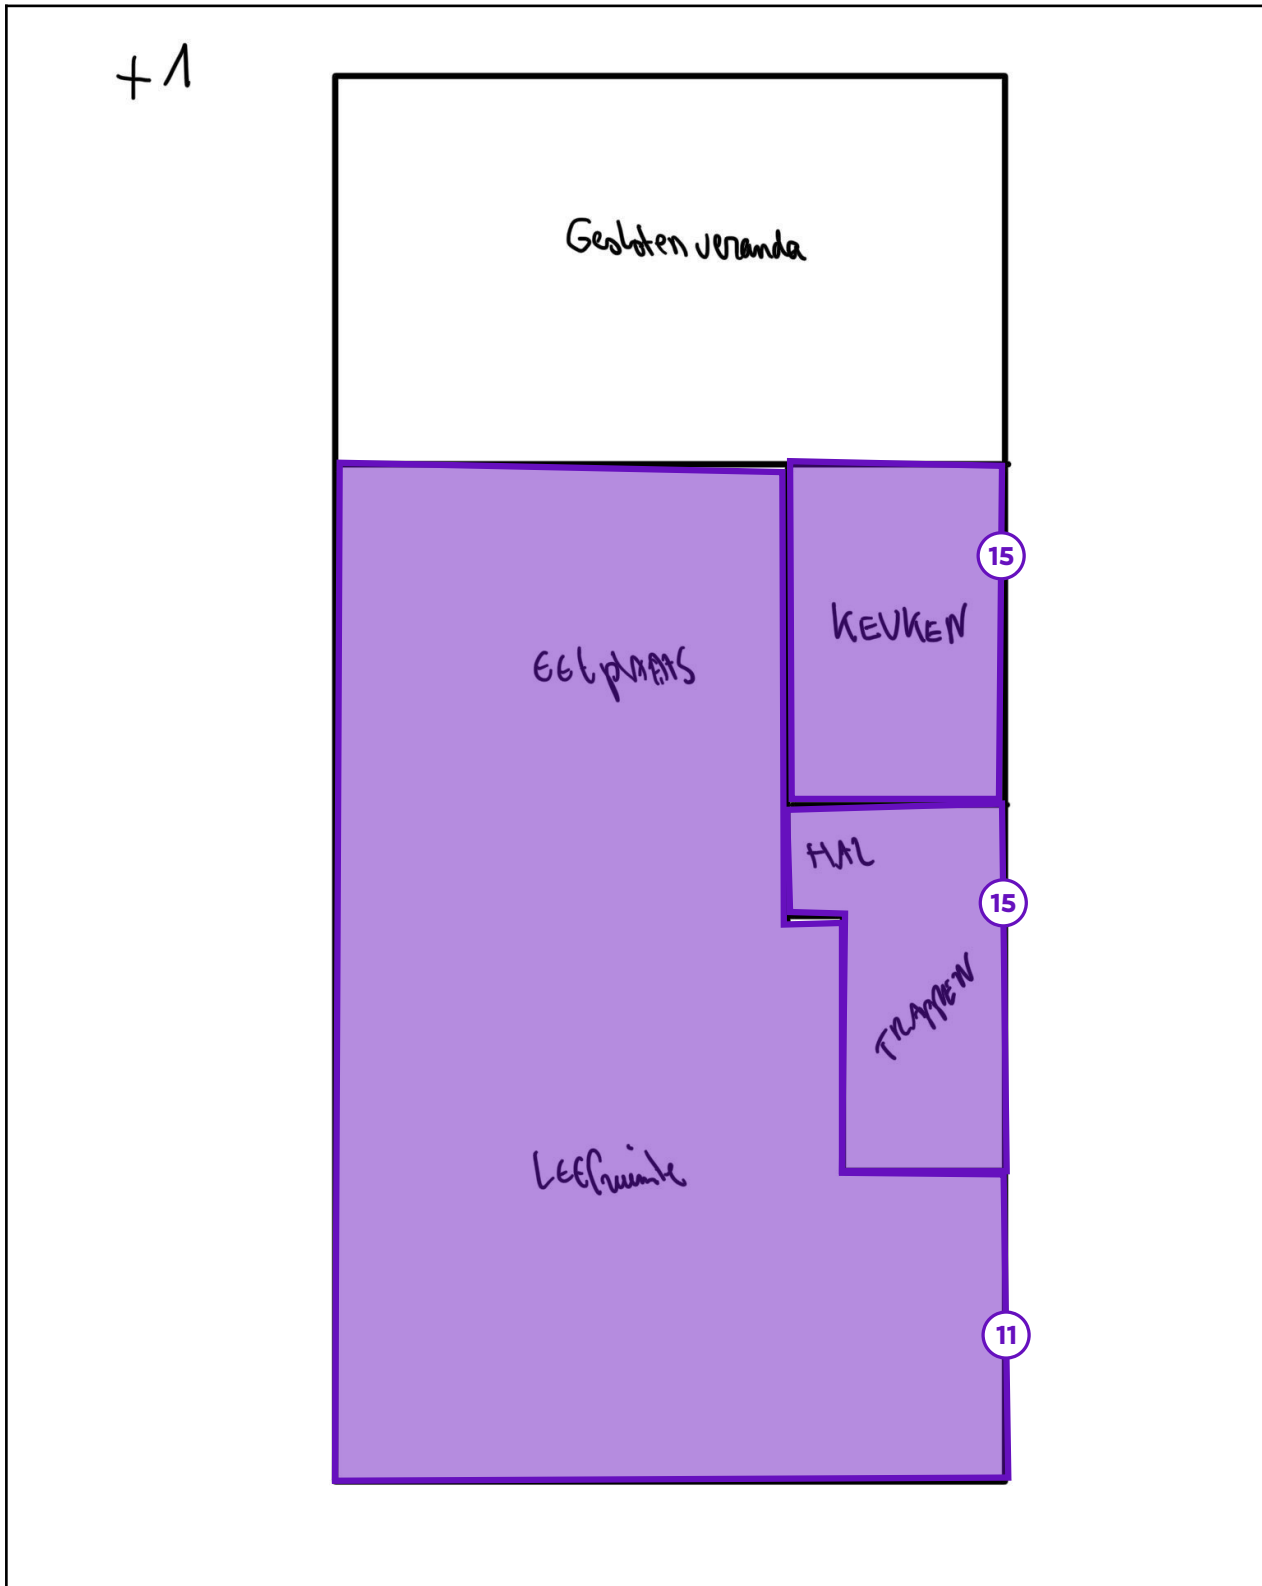 +1
Gesloten veranda
KEUKEN
15
EETPLAATS
HAL
15
TRAPPEN
LEEfruimte
11